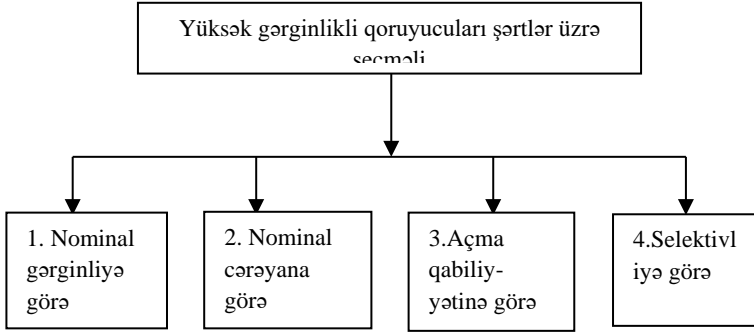 Yüksək gərginlikli qoruyucuları şərtlər üzrə
seçməli
1. Nominal
gərginliyə
görə
2. Nominal
cərəyana
görə
3.Açma
qabiliy-
yətinə görə
4.Selektivl
iyə görə